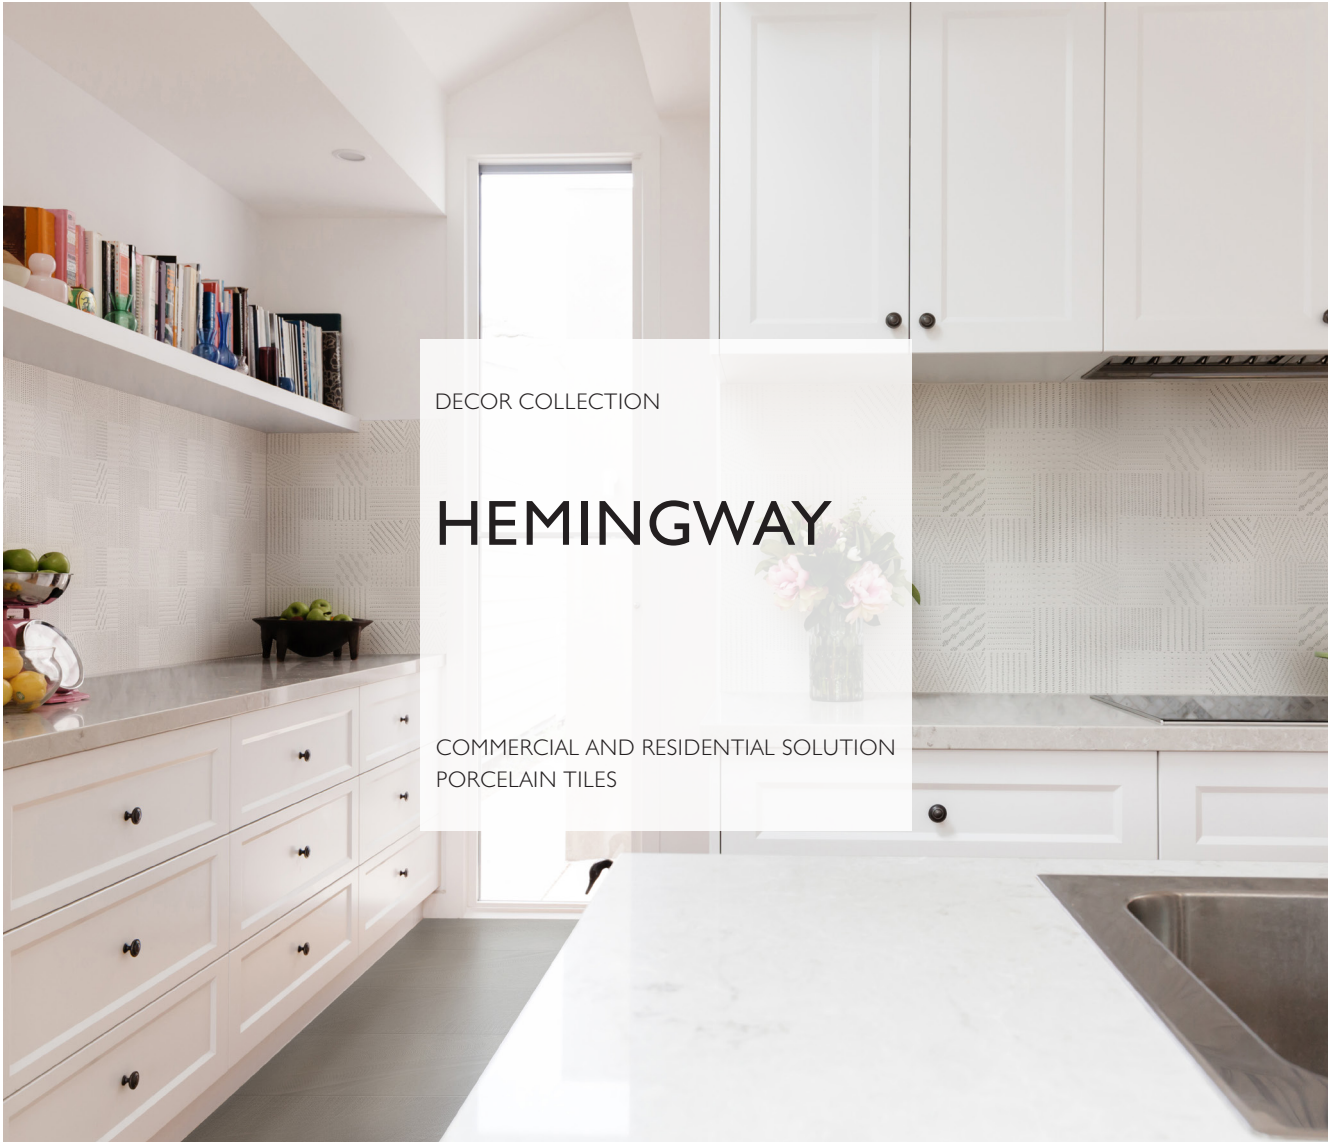 DECOR COLLECTION
HEMINGWAY
COMMERCIAL AND RESIDENTIAL SOLUTION
PORCELAIN TILES